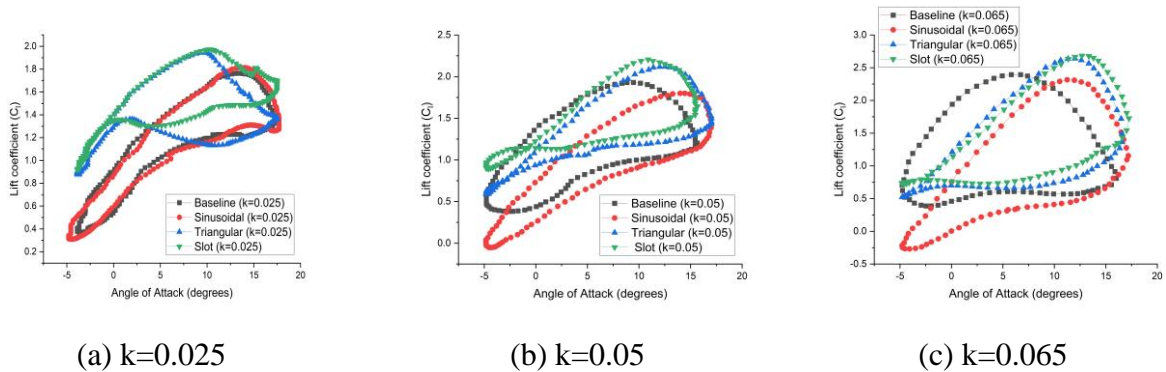 2.2
2.0
1.8
1.6
1.4
1.2
1.0
0.8
0.6
0.4
0.2
Lift coefficient (Cₗ)
Baseline (k=0.025)
Sinusoidal (k=0.025)
Triangular (k=0.025)
Slot (k=0.025)
-5 0 5 10 15 20
Angle of Attack (degrees)
(a) k=0.025
2.5
2.0
1.5
1.0
0.5
0.0
Lift coefficient (Cₗ)
Baseline (k=0.05)
Sinusoidal (k=0.05)
Triangular (k=0.05)
Slot (k=0.05)
-5 0 5 10 15 20
Angle of Attack (degrees)
(b) k=0.05
Baseline (k=0.065)
Sinusoidal (k=0.065)
Triangular (k=0.065)
Slot (k=0.065)
3.0
2.5
2.0
1.5
1.0
0.5
0.0
-0.5
Lift coefficient (Cₗ)
-5 0 5 10 15 20
Angle of Attack (degrees)
(c) k=0.065